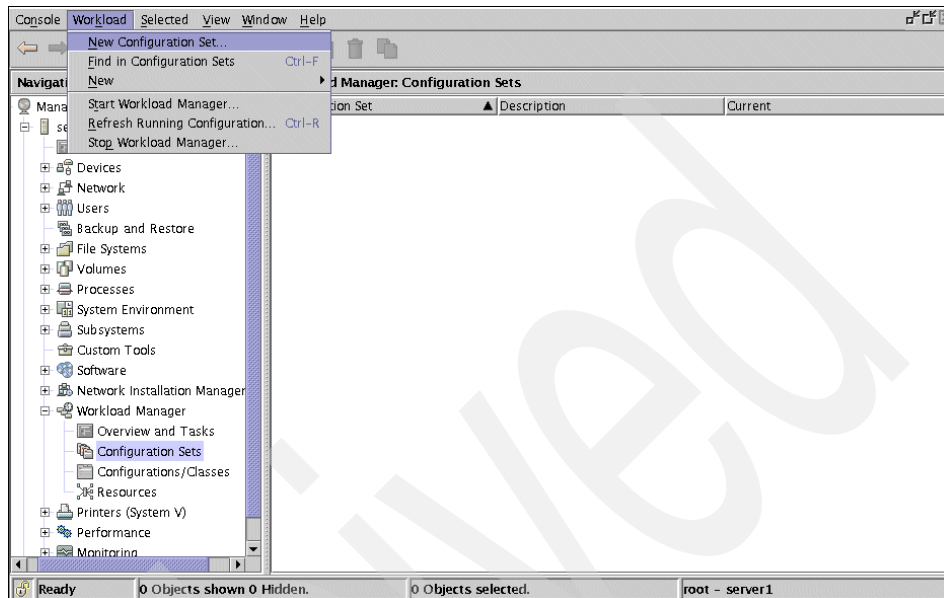 Console Workload Selected View Window Help
New Configuration Set...
Find in Configuration Sets Ctrl-F
New
Start Workload Manager...
Refresh Running Configuration... Ctrl-R
Stop Workload Manager...
Navigati
d Manager: Configuration Sets
tion Set Description Current
Mana
se
Devices
Network
Users
Backup and Restore
File Systems
Volumes
Processes
System Environment
Subsystems
Custom Tools
Software
Network Installation Manager
Workload Manager
Overview and Tasks
Configuration Sets
Configurations/Classes
Resources
Printers (System V)
Performance
Monitoring
Ready 0 Objects shown 0 Hidden. 0 Objects selected. root - server1